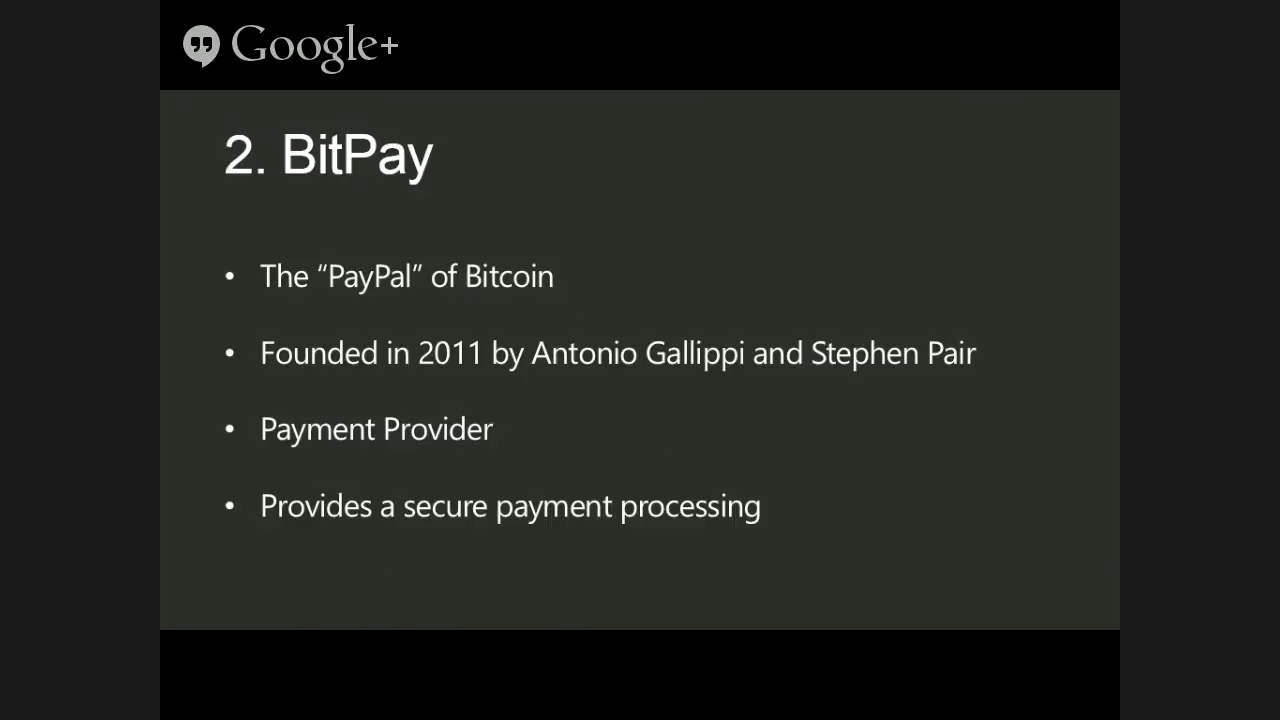 Google+
2. BitPay
• The “PayPal” of Bitcoin
• Founded in 2011 by Antonio Gallippi and Stephen Pair
• Payment Provider
• Provides a secure payment processing